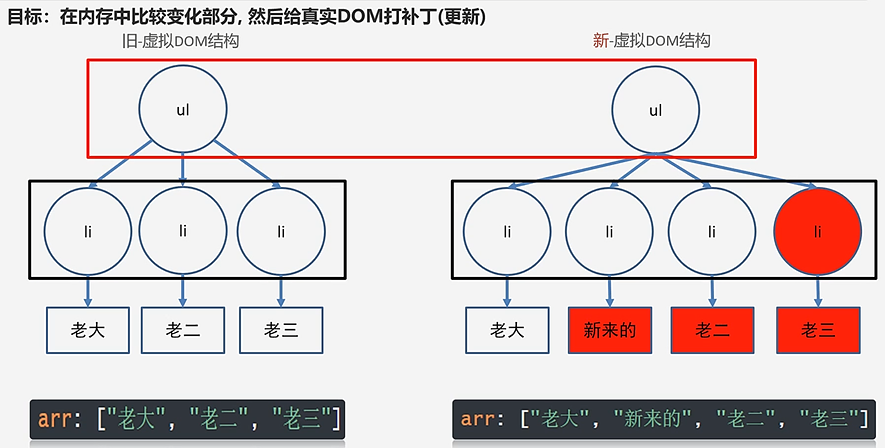 目标：在内存中比较变化部分, 然后给真实DOM打补丁(更新)
旧-虚拟DOM结构
新-虚拟DOM结构
ul
ul
li
li
li
li
li
li
li
老大
老二
老三
老大
新来的
老二
老三
arr: ["老大", "老二", "老三"]
arr: ["老大", "新来的", "老二", "老三"]